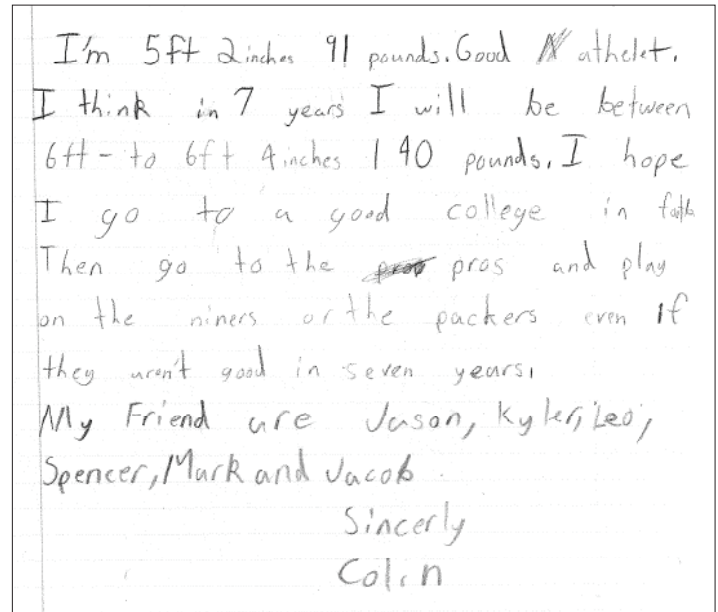 I'm 5ft 2inches 91 pounds. Good athelet.
I think in 7 years I will be between
6ft - to 6ft 4inches 190 pounds. I hope
I go to a good college in
Then go to the pros and play
on the niners or the packers even if
they aren't good in seven years,
My Friend are Jason, Kyler, Leo,
Spencer, Mark and Jacob.
Sincerly
Colin